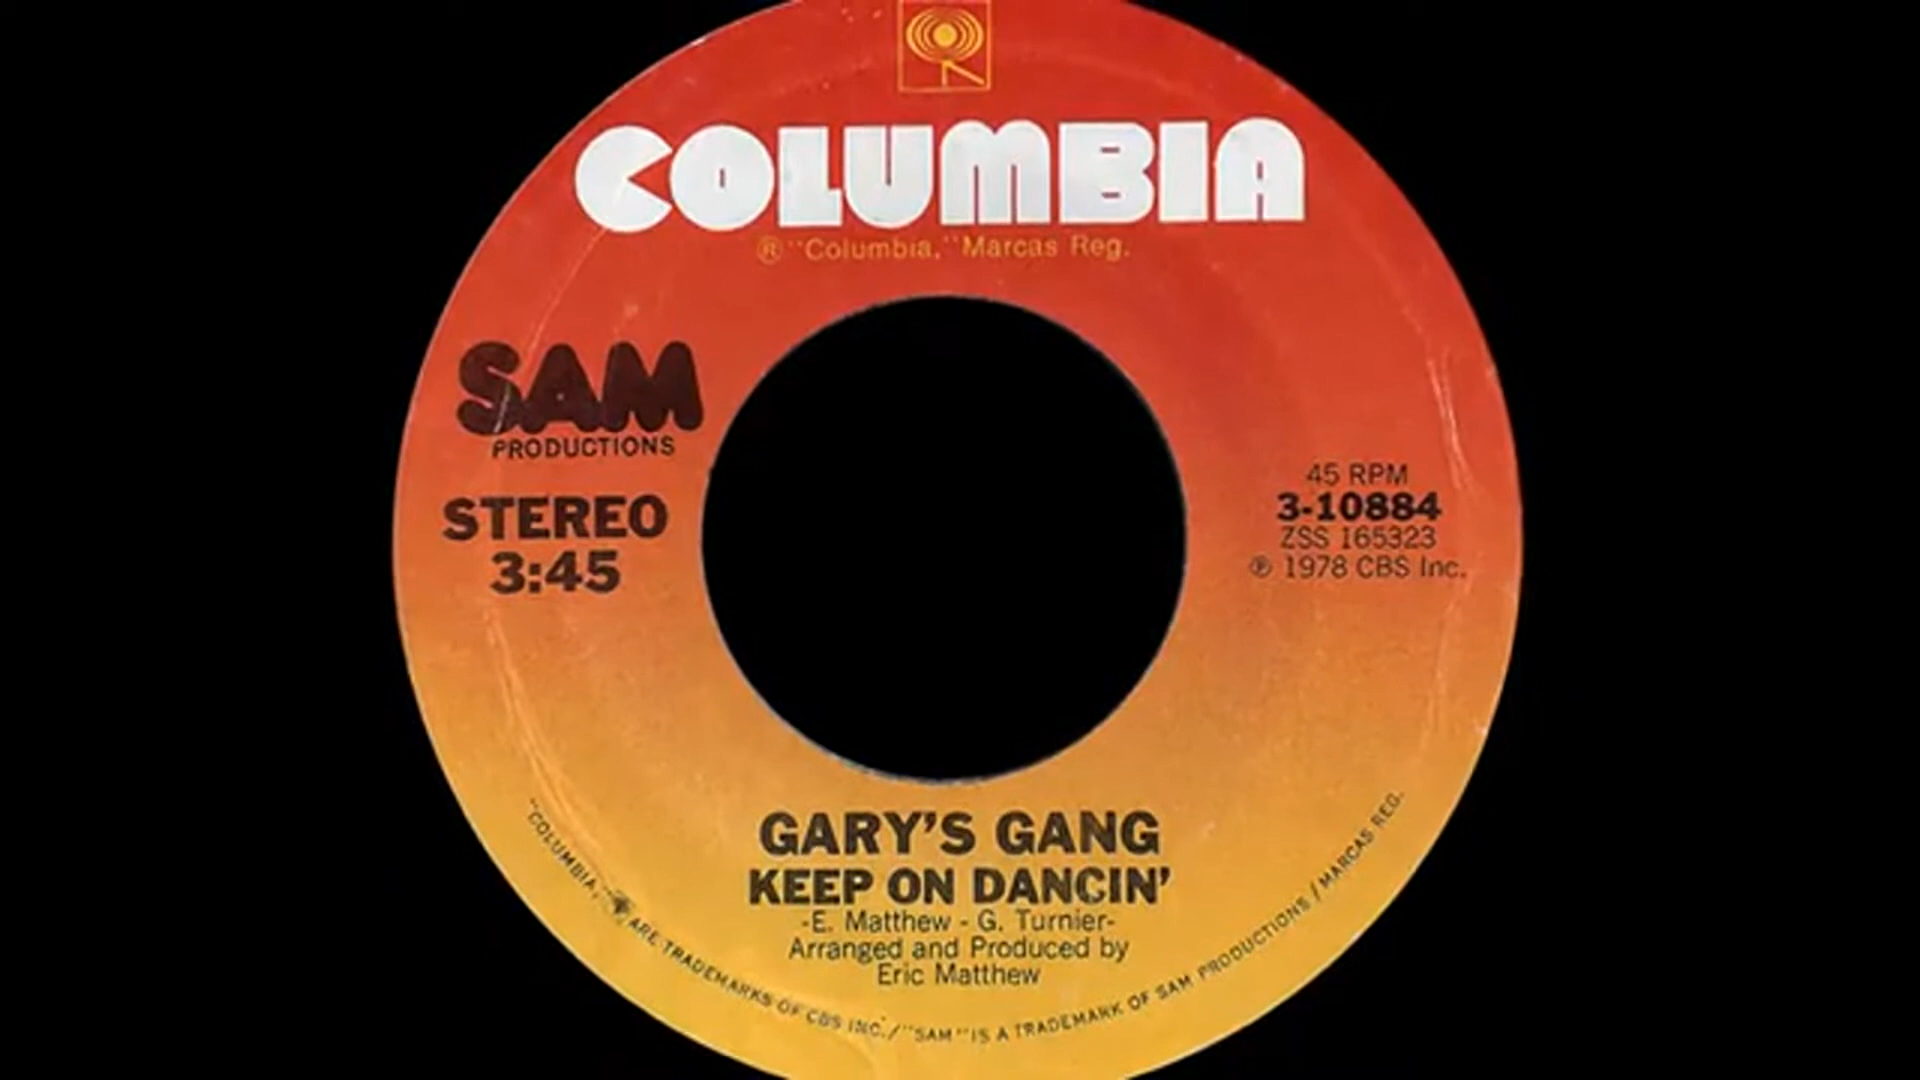 COLUMBIA
® "Columbia," Marcas Reg.
SAM
PRODUCTIONS
STEREO
3:45
45 RPM
3-10884
ZSS 165323
℗ 1978 CBS Inc.
GARY'S GANG
KEEP ON DANCIN'
-E. Matthew - G. Turnier-
Arranged and Produced by
Eric Matthew
"COLUMBIA," ARE TRADEMARKS OF CBS INC./"SAM" IS A TRADEMARK OF SAM PRODUCTIONS/MARCAS REG.